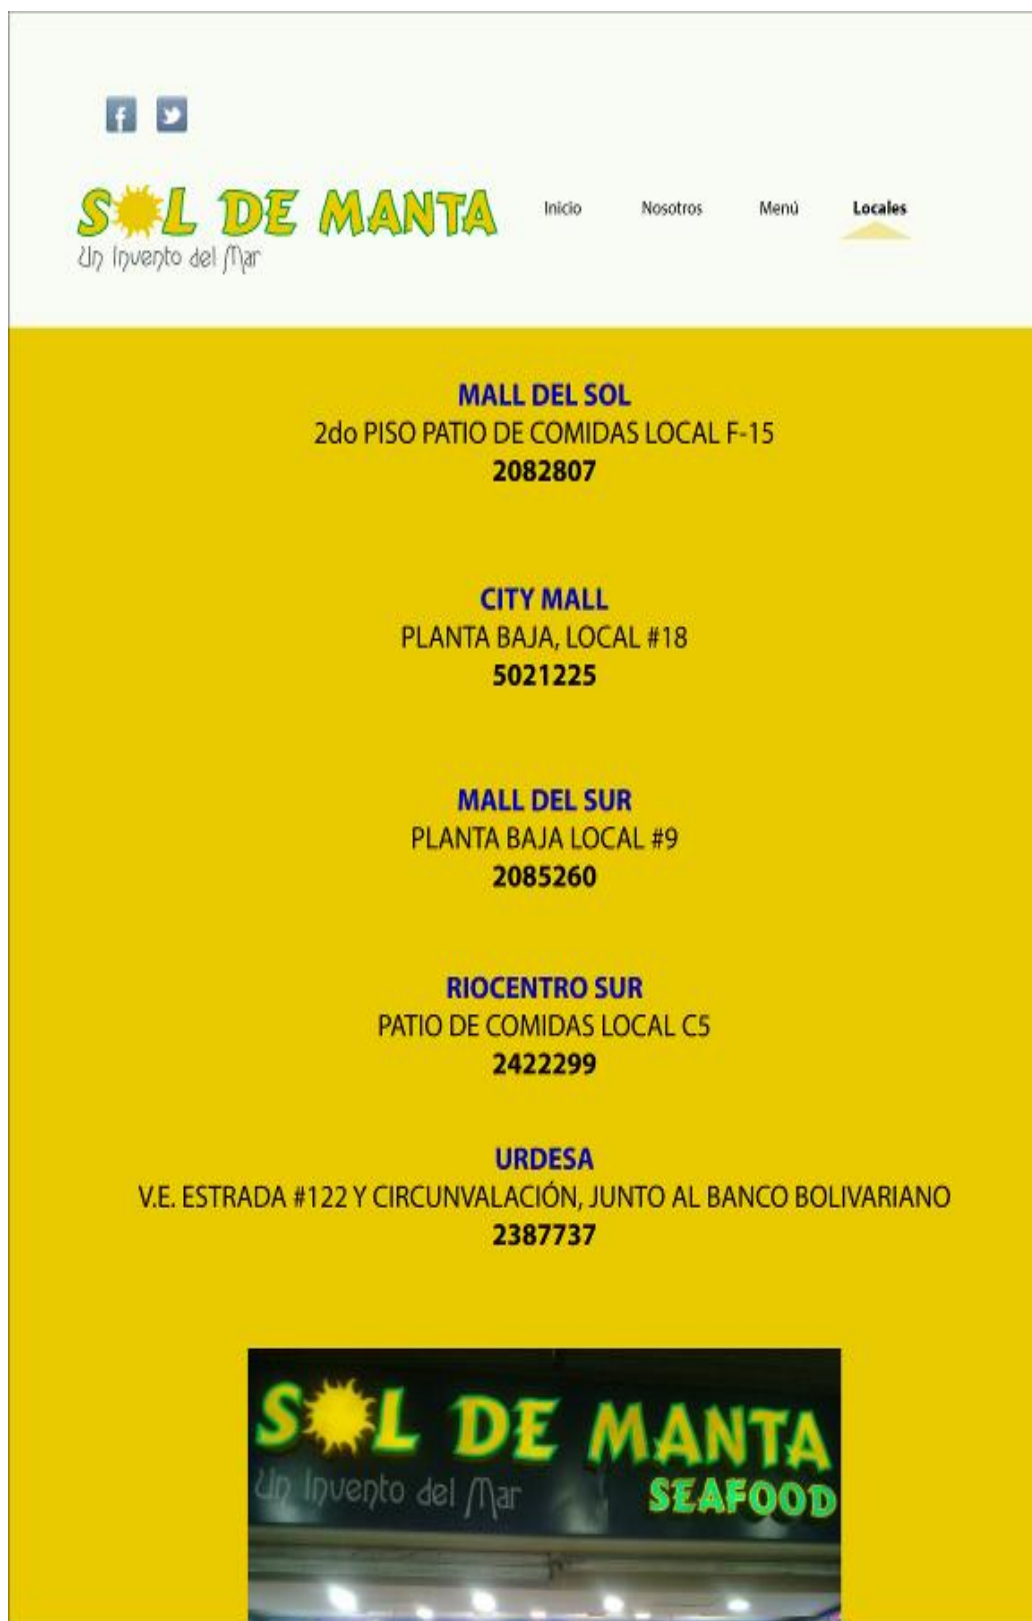 SOL DE MANTA
Un Invento del Mar
Inicio Nosotros Menú Locales
MALL DEL SOL
2do PISO PATIO DE COMIDAS LOCAL F-15
2082807
CITY MALL
PLANTA BAJA, LOCAL #18
5021225
MALL DEL SUR
PLANTA BAJA LOCAL #9
2085260
RIOCENTRO SUR
PATIO DE COMIDAS LOCAL C5
2422299
URDESA
V.E. ESTRADA #122 Y CIRCUNVALACIÓN, JUNTO AL BANCO BOLIVARIANO
2387737
SOL DE MANTA
Un Invento del Mar
SEAFOOD